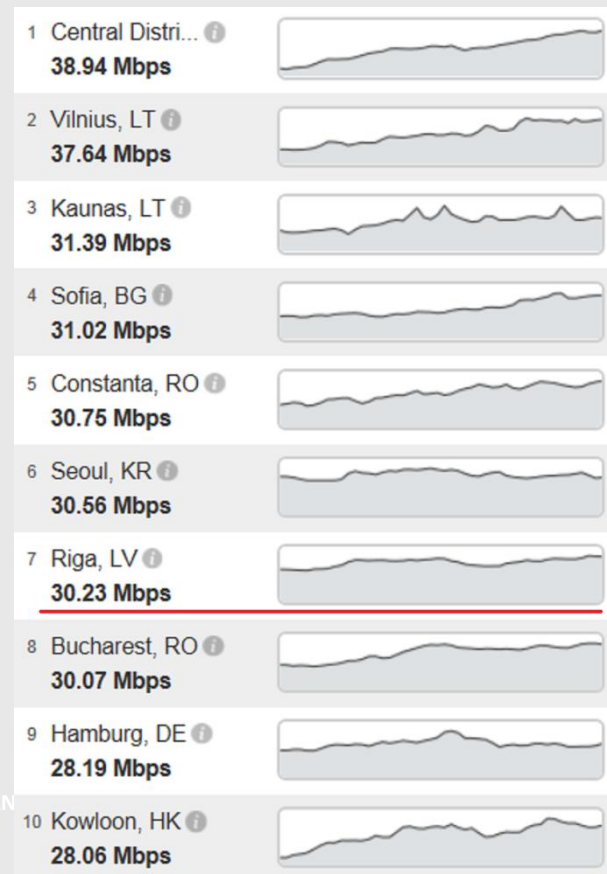 1 Central Distri...
38.94 Mbps
2 Vilnius, LT
37.64 Mbps
3 Kaunas, LT
31.39 Mbps
4 Sofia, BG
31.02 Mbps
5 Constanta, RO
30.75 Mbps
6 Seoul, KR
30.56 Mbps
7 Riga, LV
30.23 Mbps
8 Bucharest, RO
30.07 Mbps
9 Hamburg, DE
28.19 Mbps
N
10 Kowloon, HK
28.06 Mbps